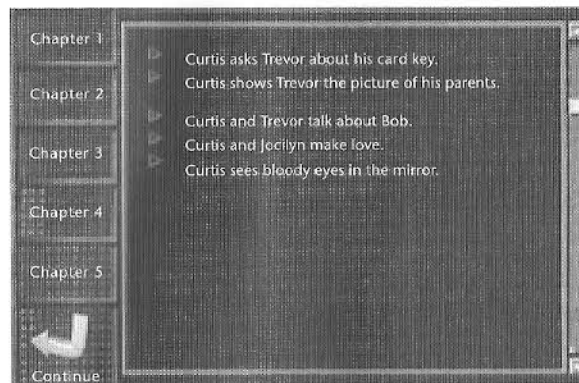 Chapter 1
Chapter 2
Chapter 3
Chapter 4
Chapter 5
Continue
Curtis asks Trevor about his card key.
Curtis shows Trevor the picture of his parents.
Curtis and Trevor talk about Bob.
Curtis and Jocilyn make love.
Curtis sees bloody eyes in the mirror.